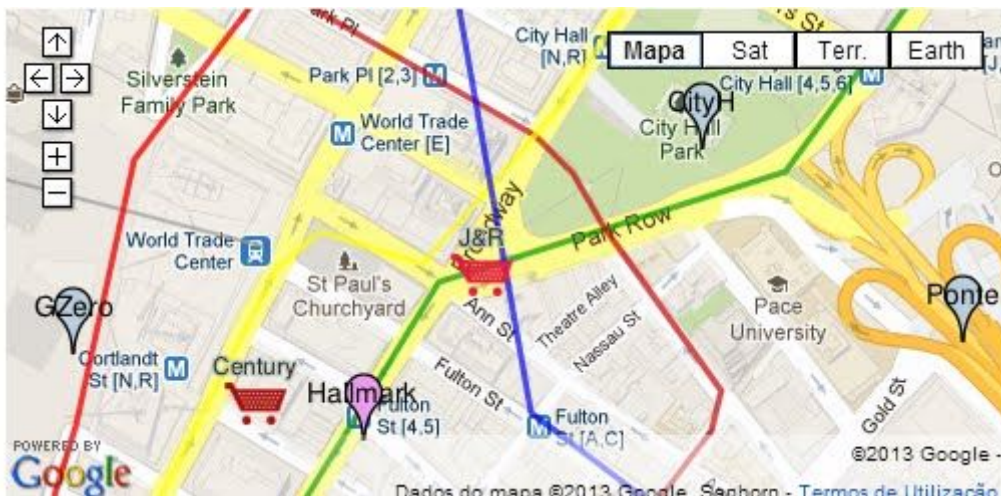 Park Pl
City Hall
[N,R]
Mapa
Sat
Terr.
Earth
Silverstein
Family Park
Park Pl [2,3]
City Hall [4,5,6]
World Trade
Center [E]
City H
City Hall
Park
Broadway
Park Row
J&R
World Trade
Center
St Paul's
Churchyard
Ann St
Theatre Alley
Nassau St
Pace
University
Ponte
GZero
Cortlandt
St [N,R]
Century
Hallmark
Fulton
St [4,5]
Fulton St
Fulton
St [A,C]
Gold St
POWERED BY
Google
©2013 Google -
Dados do mapa ©2013 Google, Sanborn - Termos de Utilização